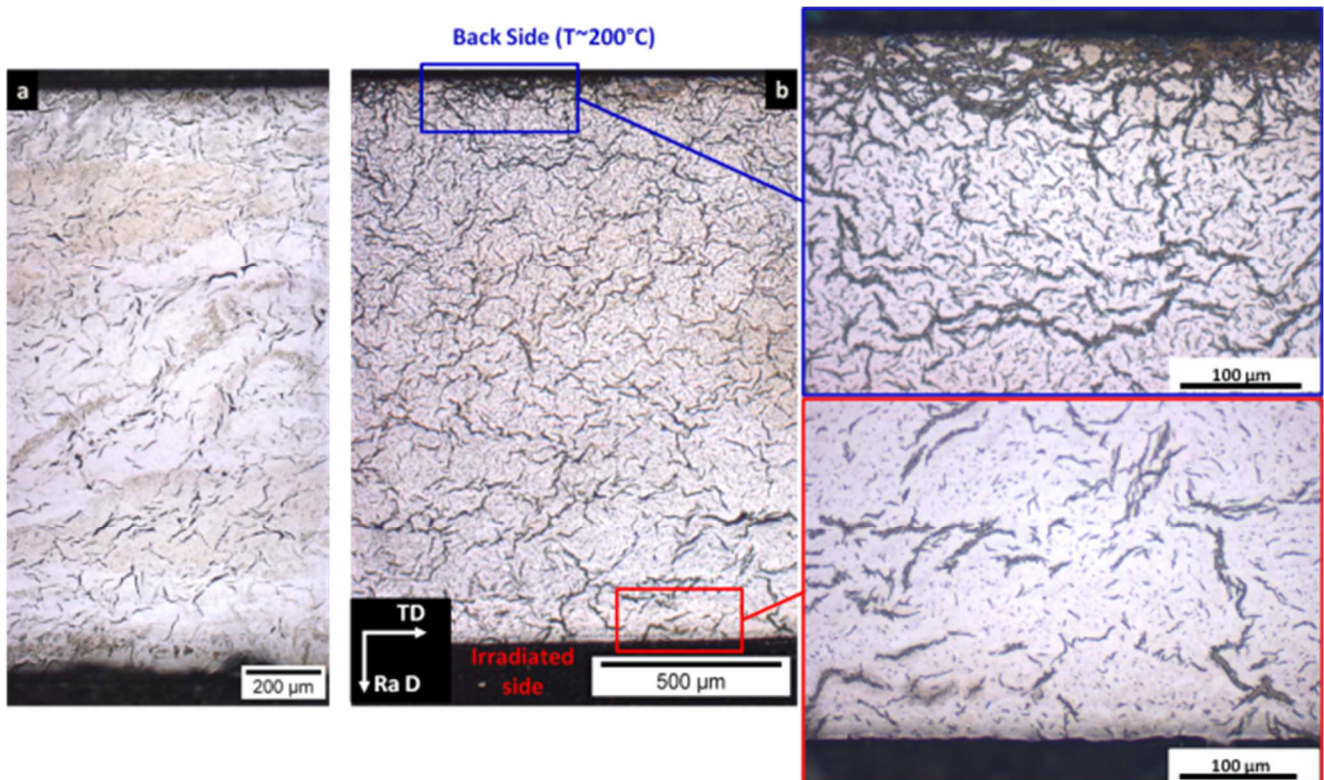 Back Side (T~200°C)
a
b
100 µm
TD
Ra D
Irradiated
side
200 µm
500 µm
100 µm